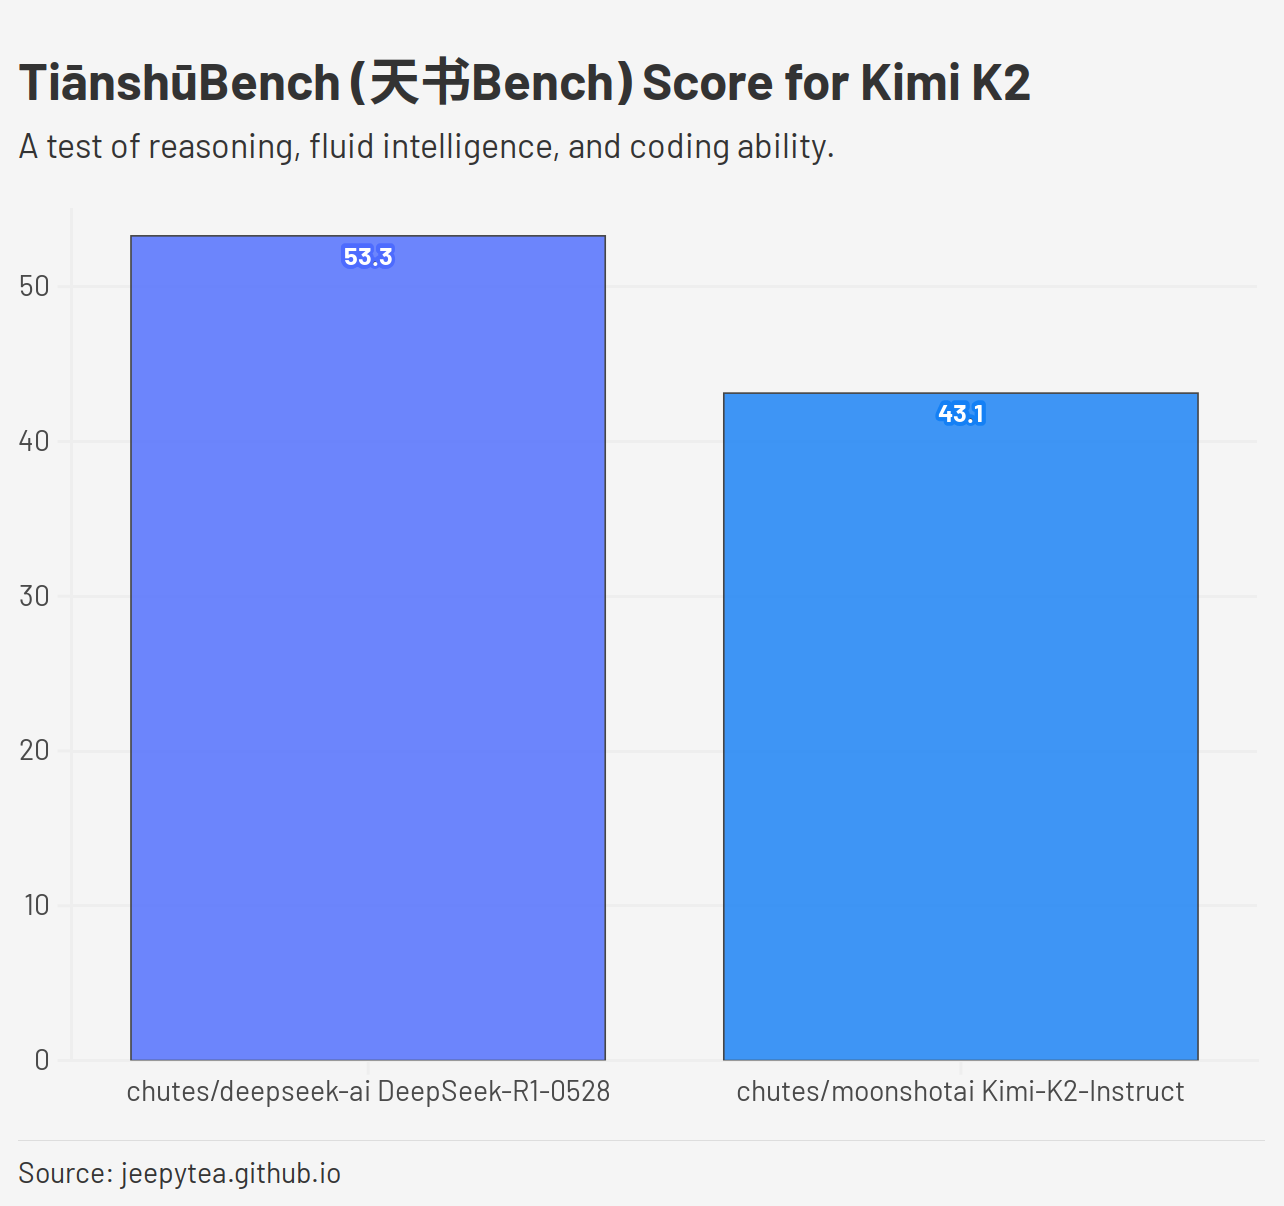 TiānshūBench (天书Bench) Score for Kimi K2
A test of reasoning, fluid intelligence, and coding ability.
53.3
50
43.1
40
30
20
10
0
chutes/deepseek-ai DeepSeek-R1-0528
chutes/moonshotai Kimi-K2-Instruct
Source: jeepytea.github.io